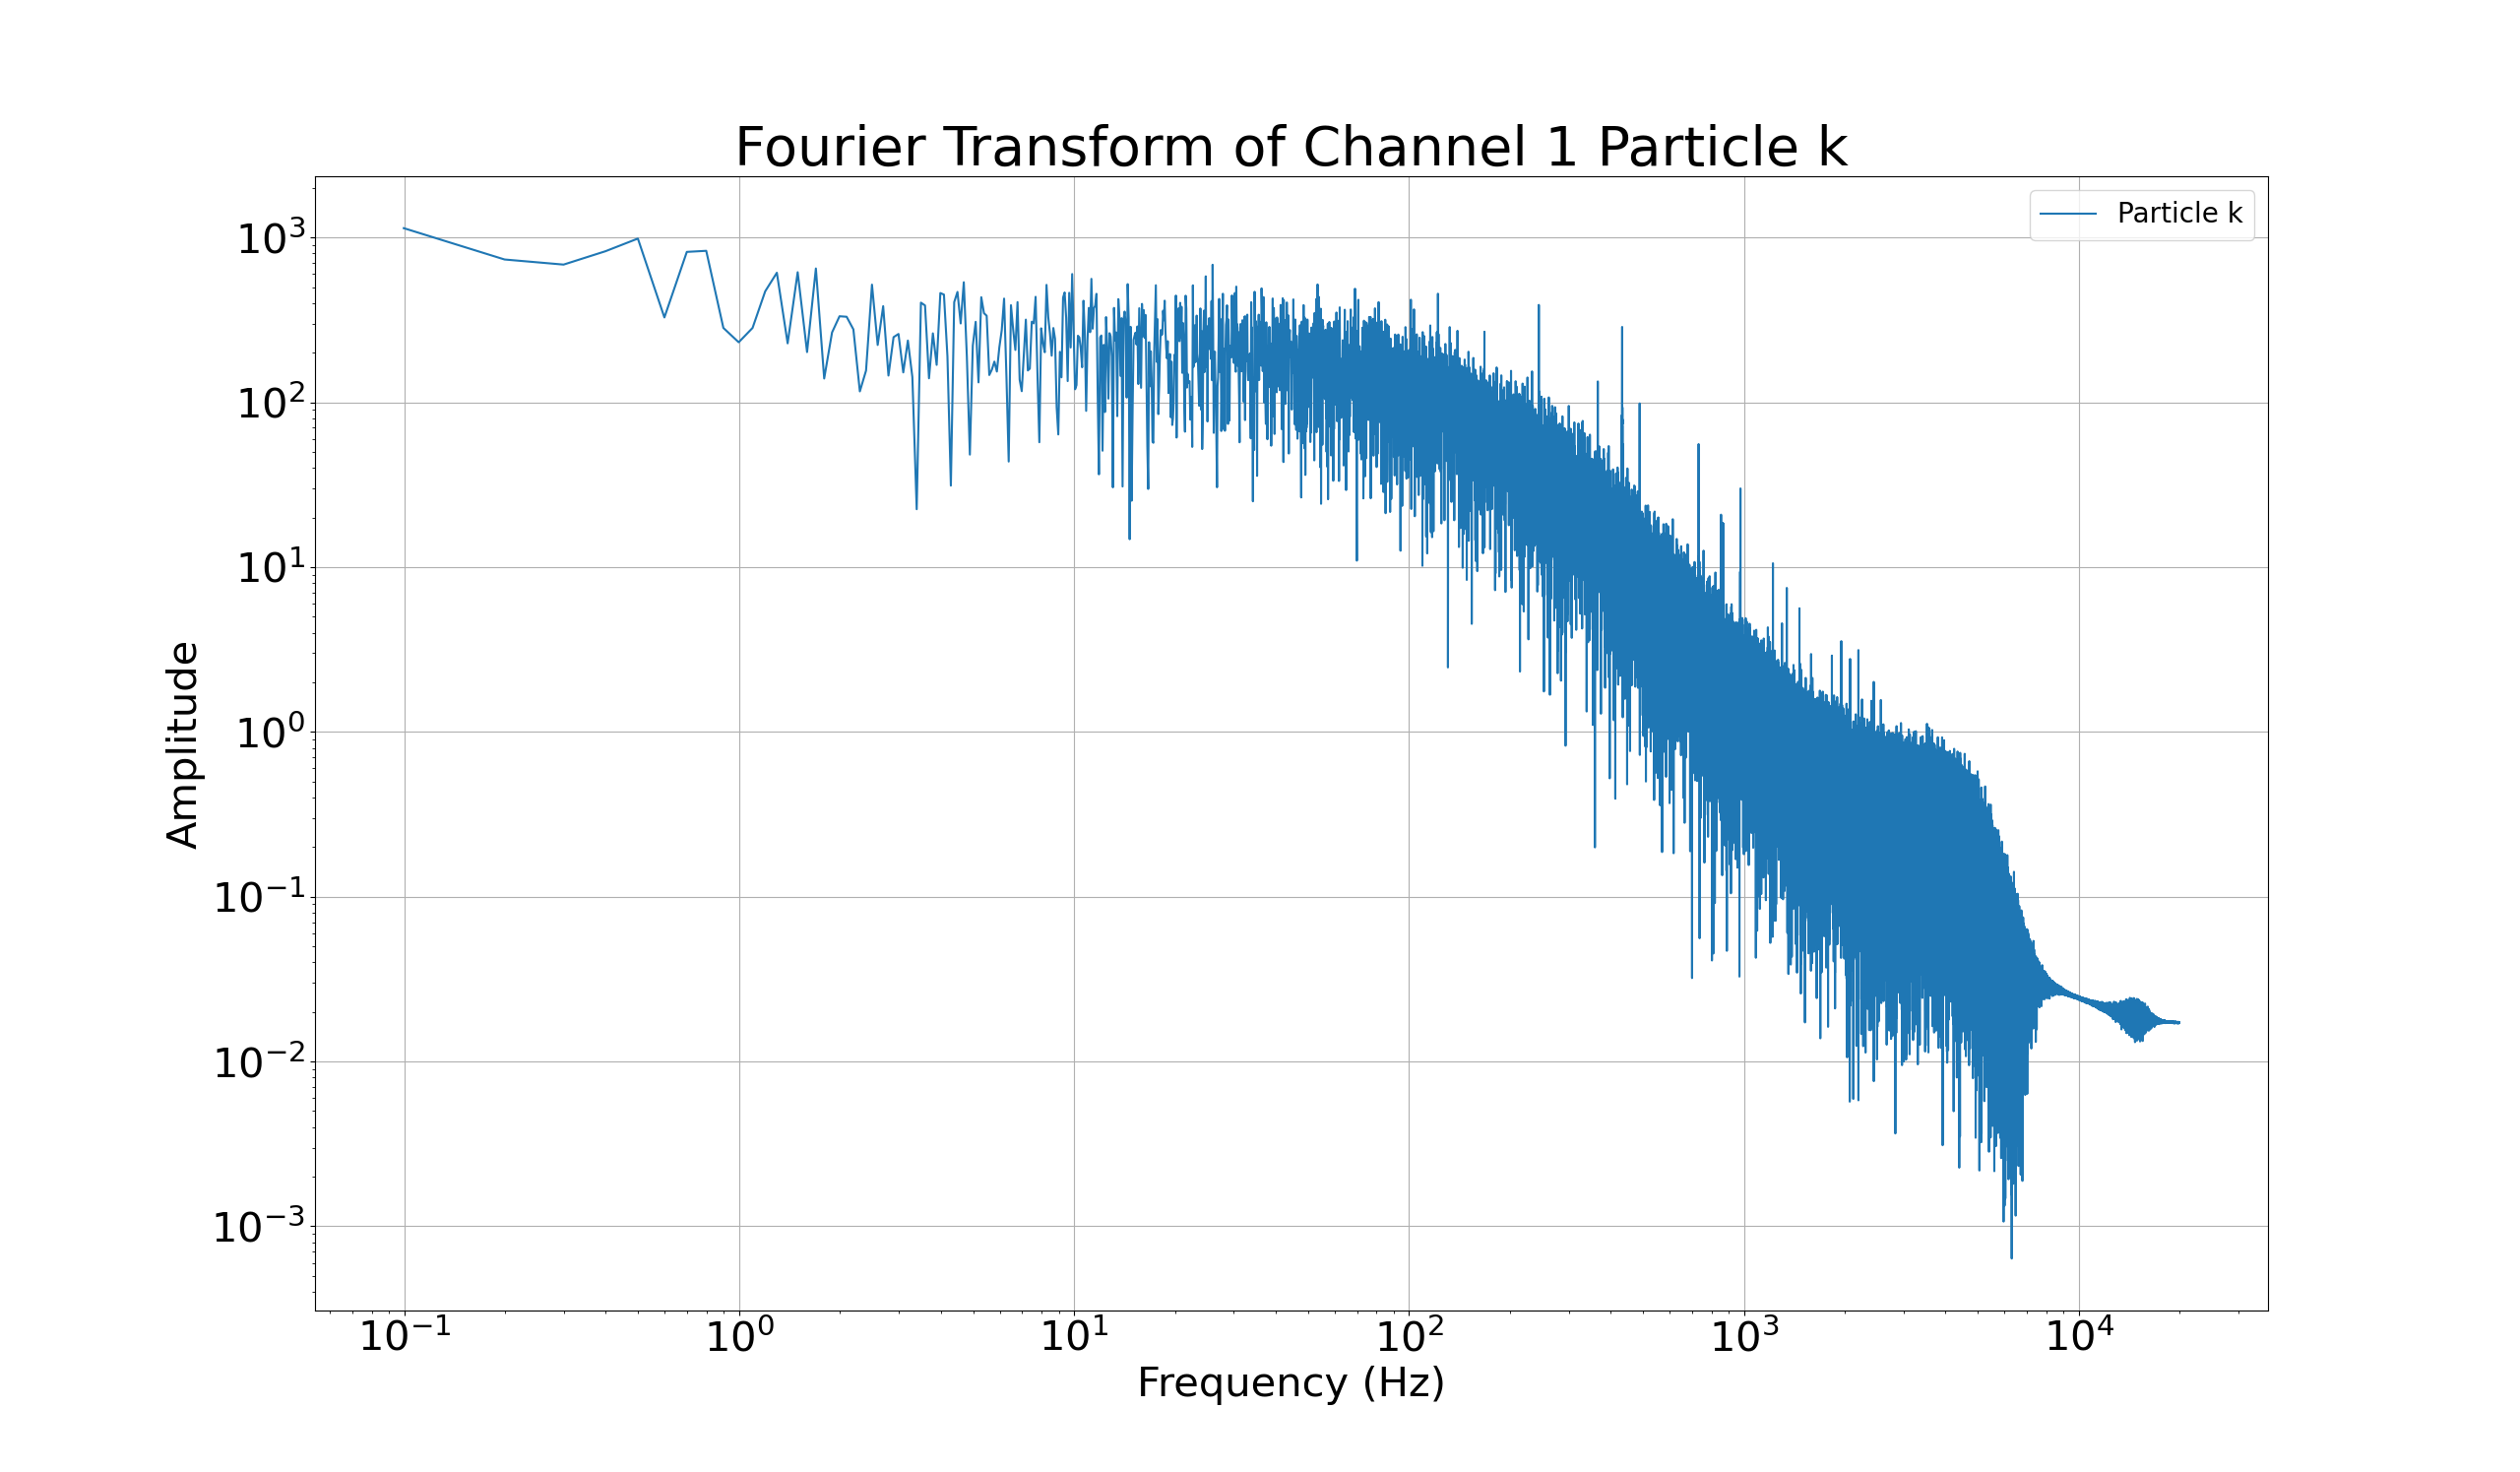 Fourier Transform of Channel 1 Particle k
Particle k
Amplitude
10³
10²
10¹
10⁰
10⁻¹
10⁻²
10⁻³
10⁻¹ 10⁰ 10¹ 10² 10³ 10⁴
Frequency (Hz)